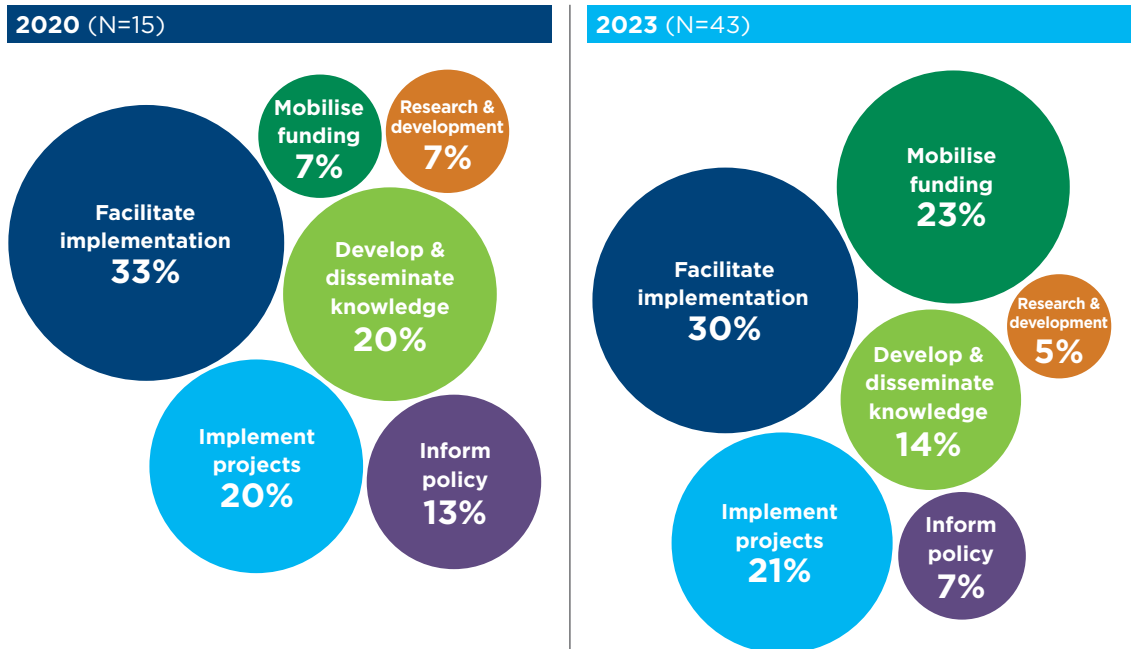 2020 (N=15)
Mobilise
funding
7%
Research &
development
7%
Facilitate
implementation
33%
Develop &
disseminate
knowledge
20%
Implement
projects
20%
Inform
policy
13%
2023 (N=43)
Mobilise
funding
23%
Facilitate
implementation
30%
Research &
development
5%
Develop &
disseminate
knowledge
14%
Implement
projects
21%
Inform
policy
7%